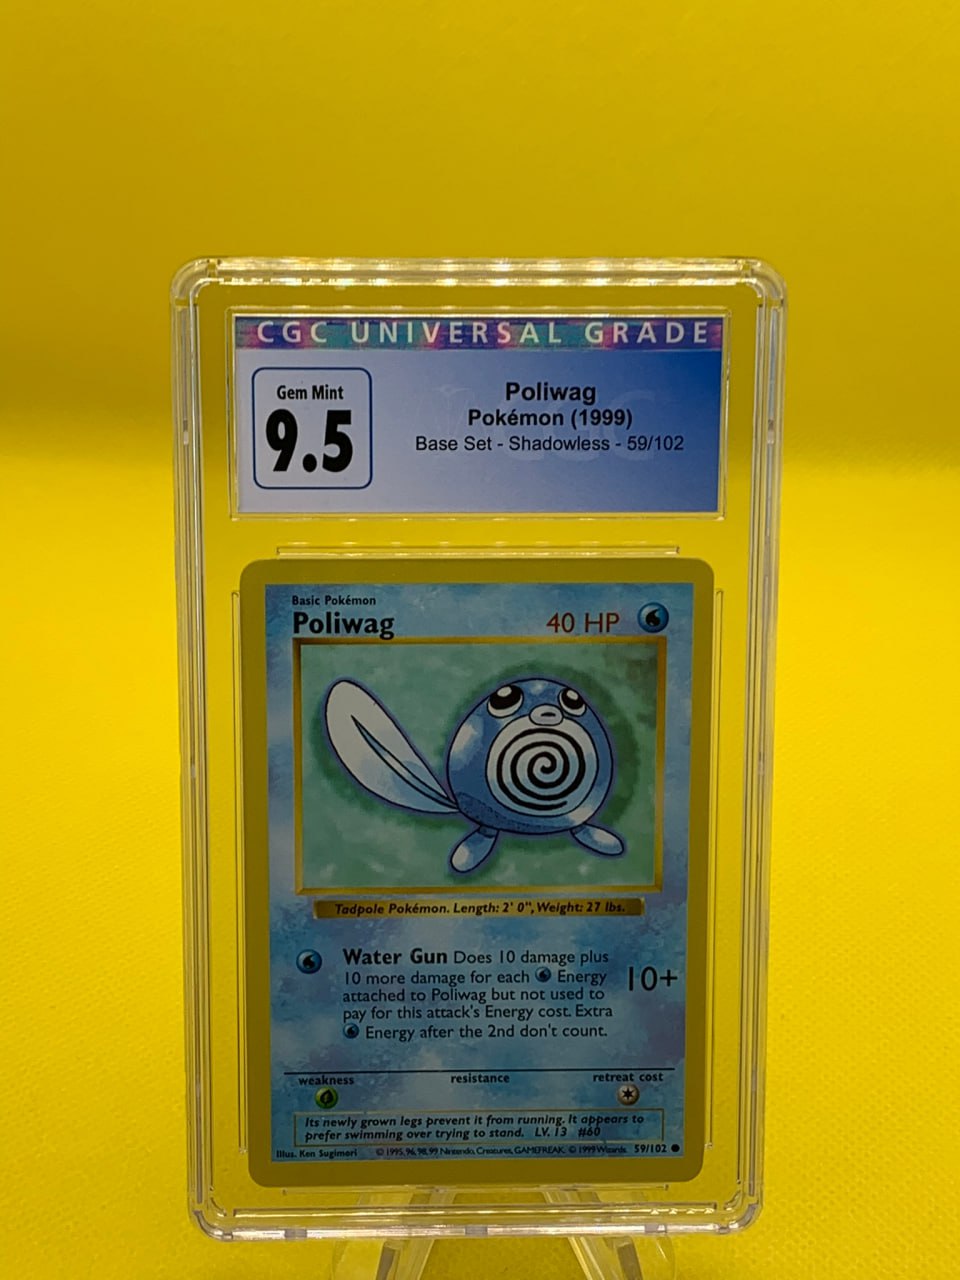 CGC UNIVERSAL GRADE
Gem Mint
9.5
Poliwag
Pokémon (1999)
Base Set - Shadowless - 59/102
Basic Pokémon
Poliwag
40 HP
Tadpole Pokémon. Length: 2' 0", Weight: 27 lbs.
Water Gun Does 10 damage plus
10 more damage for each Energy
attached to Poliwag but not used to
pay for this attack's Energy cost. Extra
Energy after the 2nd don't count.
10+
weakness
resistance
retreat cost
Its newly grown legs prevent it from running. It appears to
prefer swimming over trying to stand. LV. 13 #60
Illus. Ken Sugimori © 1995, 96, 98, 99 Nintendo, Creatures, GAMEFREAK. © 1999 Wizards. 59/102